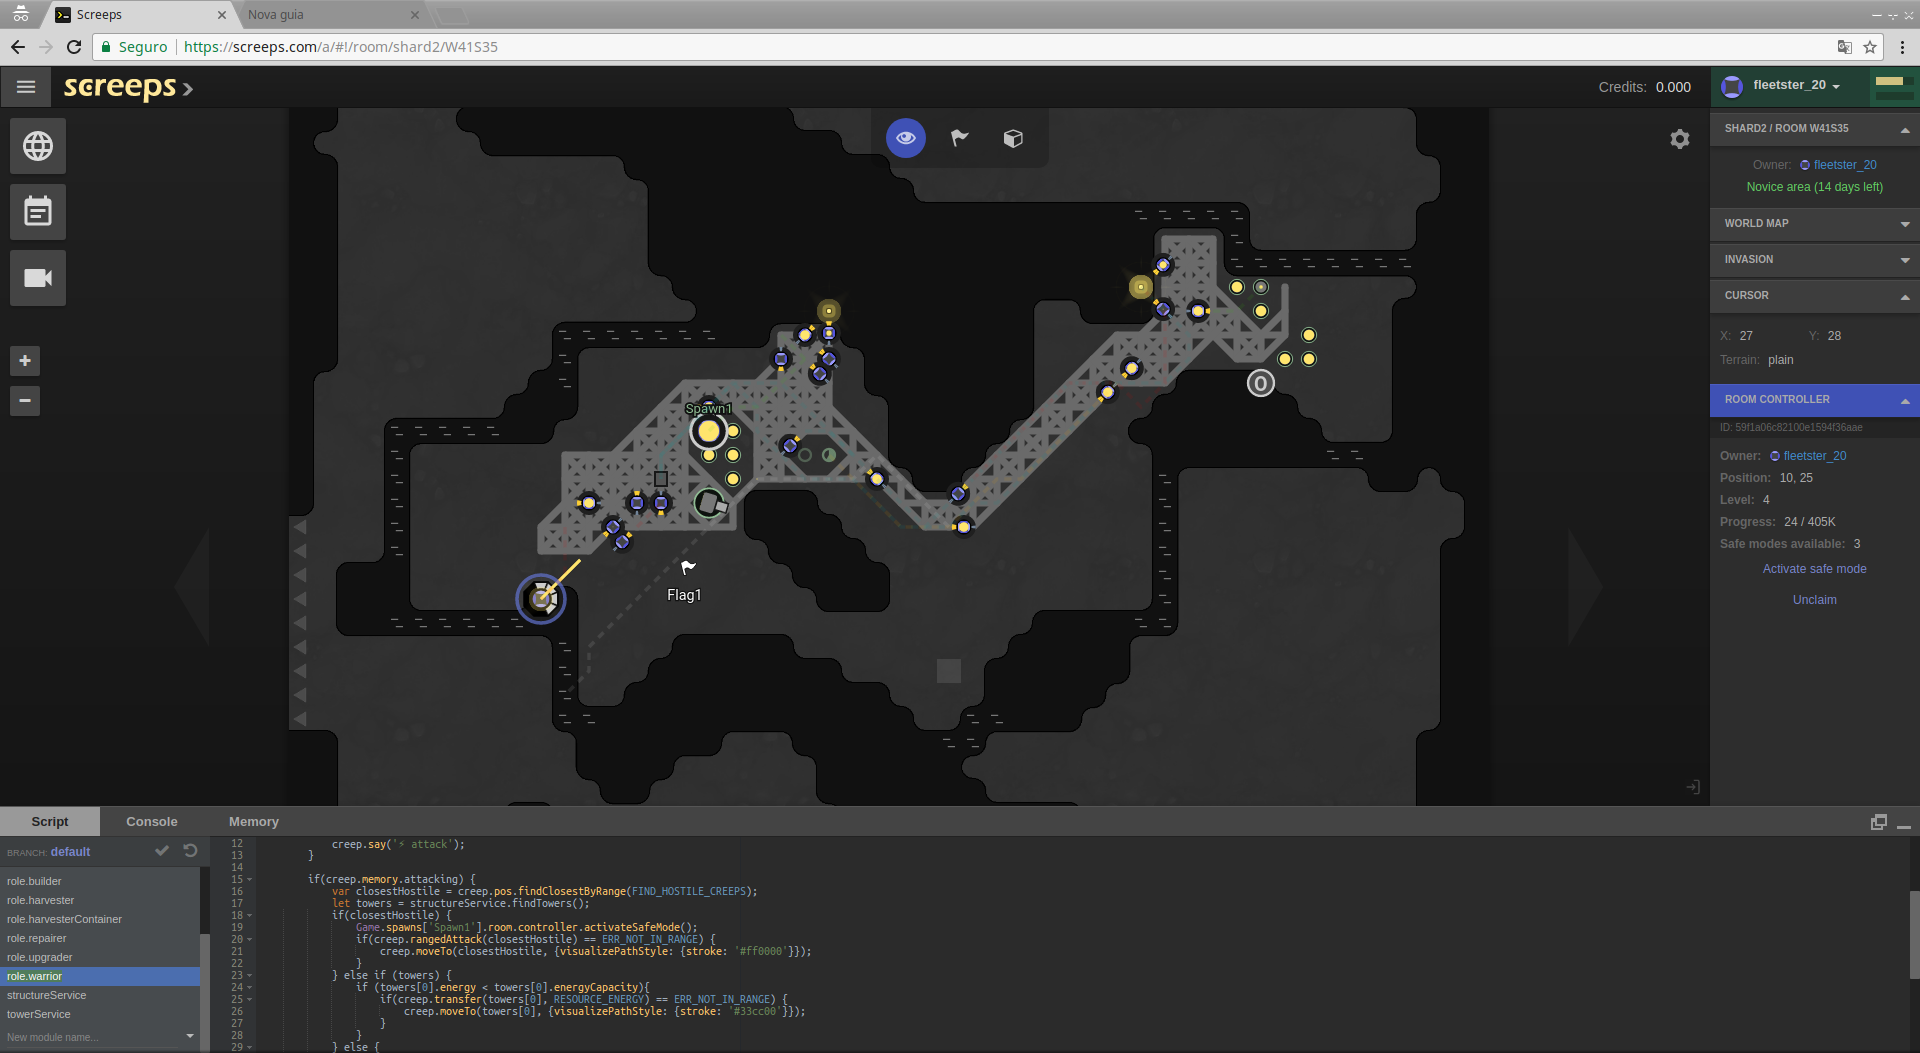 Screeps
Nova guia
Seguro
https://screeps.com/a/#!/room/shard2/W41S35
screeps
Credits: 0.000
fleetster_20
SHARD2 / ROOM W41S35
Owner: fleetster_20
Novice area (14 days left)
WORLD MAP
INVASION
CURSOR
X: 27 Y: 28
Terrain: plain
ROOM CONTROLLER
ID: 59f1a06c82100e1594f36aae
Owner: fleetster_20
Position: 10, 25
Level: 4
Progress: 24 / 405K
Safe modes available: 3
Activate safe mode
Unclaim
Spawn1
Flag1
Script Console Memory
BRANCH: default
role.builder
role.harvester
role.harvesterContainer
role.repairer
role.upgrader
role.warrior
structureService
towerService
New module name...
12 creep.say('⚡ attack');
13 }
14
15 if(creep.memory.attacking) {
16 var closestHostile = creep.pos.findClosestByRange(FIND_HOSTILE_CREEPS);
17 let towers = structureService.findTowers();
18 if(closestHostile) {
19 Game.spawns['Spawn1'].room.controller.activateSafeMode();
20 if(creep.rangedAttack(closestHostile) == ERR_NOT_IN_RANGE) {
21 creep.moveTo(closestHostile, {visualizePathStyle: {stroke: '#ff0000'}});
22 }
23 } else if (towers) {
24 if (towers[0].energy < towers[0].energyCapacity){
25 if(creep.transfer(towers[0], RESOURCE_ENERGY) == ERR_NOT_IN_RANGE) {
26 creep.moveTo(towers[0], {visualizePathStyle: {stroke: '#33cc00'}});
27 }
28 }
29 } else {